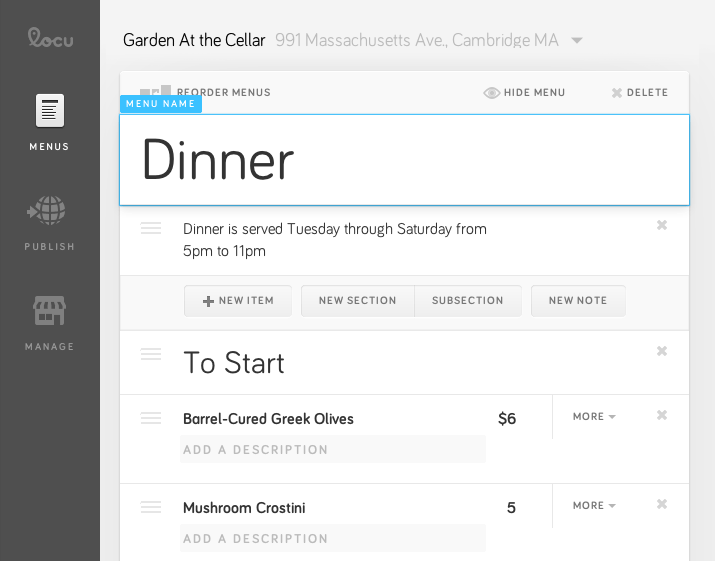 locu
Garden At the Cellar 991 Massachusetts Ave., Cambridge MA
REORDER MENUS HIDE MENU DELETE
MENU NAME
Dinner
MENUS
Dinner is served Tuesday through Saturday from
5pm to 11pm
PUBLISH
NEW ITEM NEW SECTION SUBSECTION NEW NOTE
MANAGE
To Start
Barrel-Cured Greek Olives $6 MORE
ADD A DESCRIPTION
Mushroom Crostini 5 MORE
ADD A DESCRIPTION